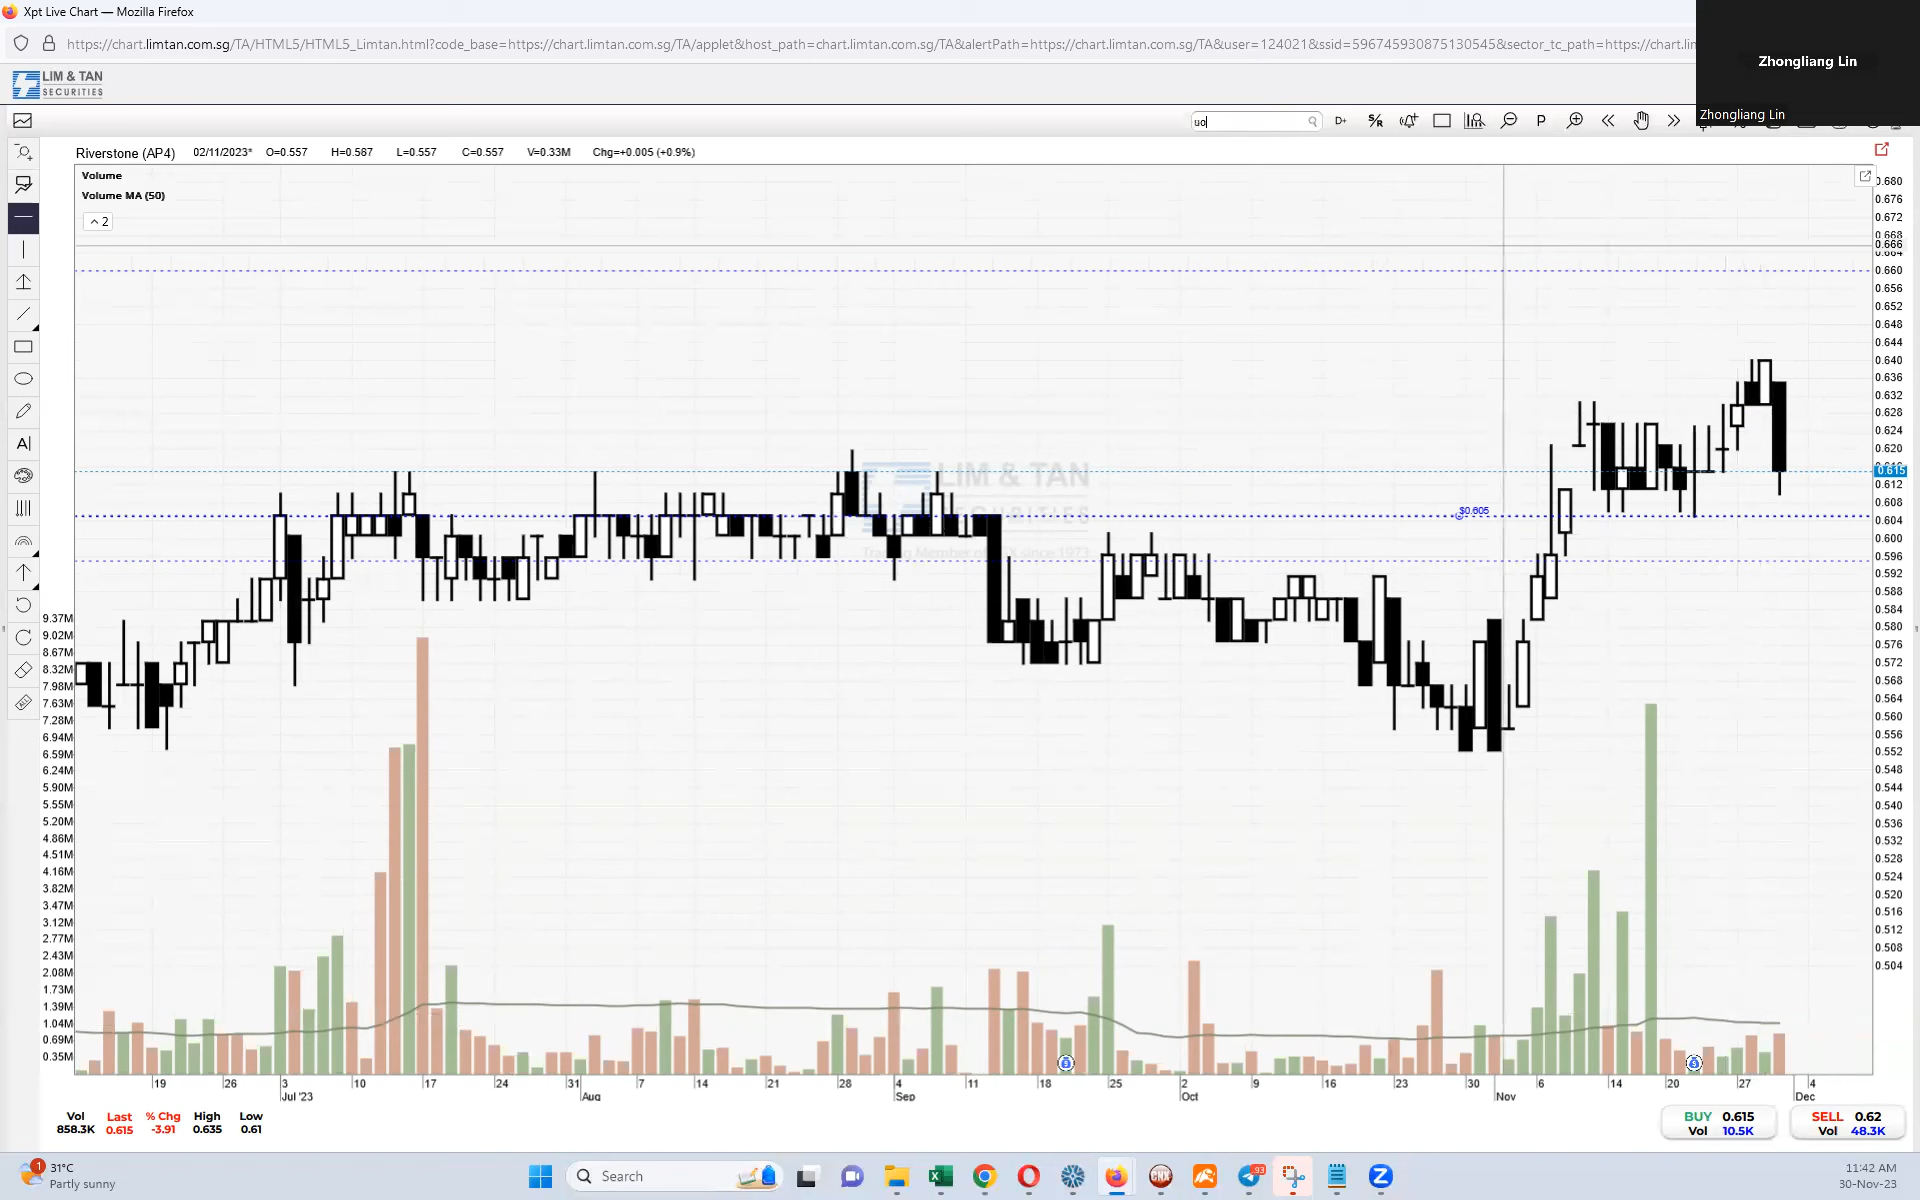 Xpt Live Chart — Mozilla Firefox
https://chart.limtan.com.sg/TA/HTML5/HTML5_Limtan.html?code_base=https://chart.limtan.com.sg/TA/applet&host_path=chart.limtan.com.sg/TA&alertPath=https://chart.limtan.com.sg/TA&user=124021&ssid=596745930875130545&sector_tc_path=https://chart.lim
Zhongliang Lin
Zhongliang Lin
LIM & TAN
SECURITIES
uo
D+
S/R
P
Riverstone (AP4) 02/11/2023* O=0.557 H=0.587 L=0.557 C=0.557 V=0.33M Chg=+0.005 (+0.9%)
Volume
Volume MA (50)
2
A
LIM & TAN
SECURITIES
$0.605
0.680
0.676
0.672
0.668
0.666
0.664
0.660
0.656
0.652
0.648
0.644
0.640
0.636
0.632
0.628
0.624
0.620
0.615
0.612
0.608
0.604
0.600
0.596
0.592
0.588
0.584
0.580
0.576
0.572
0.568
0.564
0.560
0.556
0.552
0.548
0.544
0.540
0.536
0.532
0.528
0.524
0.520
0.516
0.512
0.508
0.504
9.37M
9.02M
8.67M
8.32M
7.98M
7.63M
7.28M
6.94M
6.59M
6.24M
5.90M
5.55M
5.20M
4.86M
4.51M
4.16M
3.82M
3.47M
3.12M
2.77M
2.43M
2.08M
1.73M
1.39M
1.04M
0.69M
0.35M
19 26 3 10 17 24 31 7 14 21 28 4 11 18 25 2 9 16 23 30 6 14 20 27 4
Jul '23 Aug Sep Oct Nov Dec
Vol Last % Chg High Low
858.3K 0.615 -3.91 0.635 0.61
BUY 0.615
Vol 10.5K
SELL 0.62
Vol 48.3K
1
31°C
Partly sunny
Search
93
11:42 AM
30-Nov-23